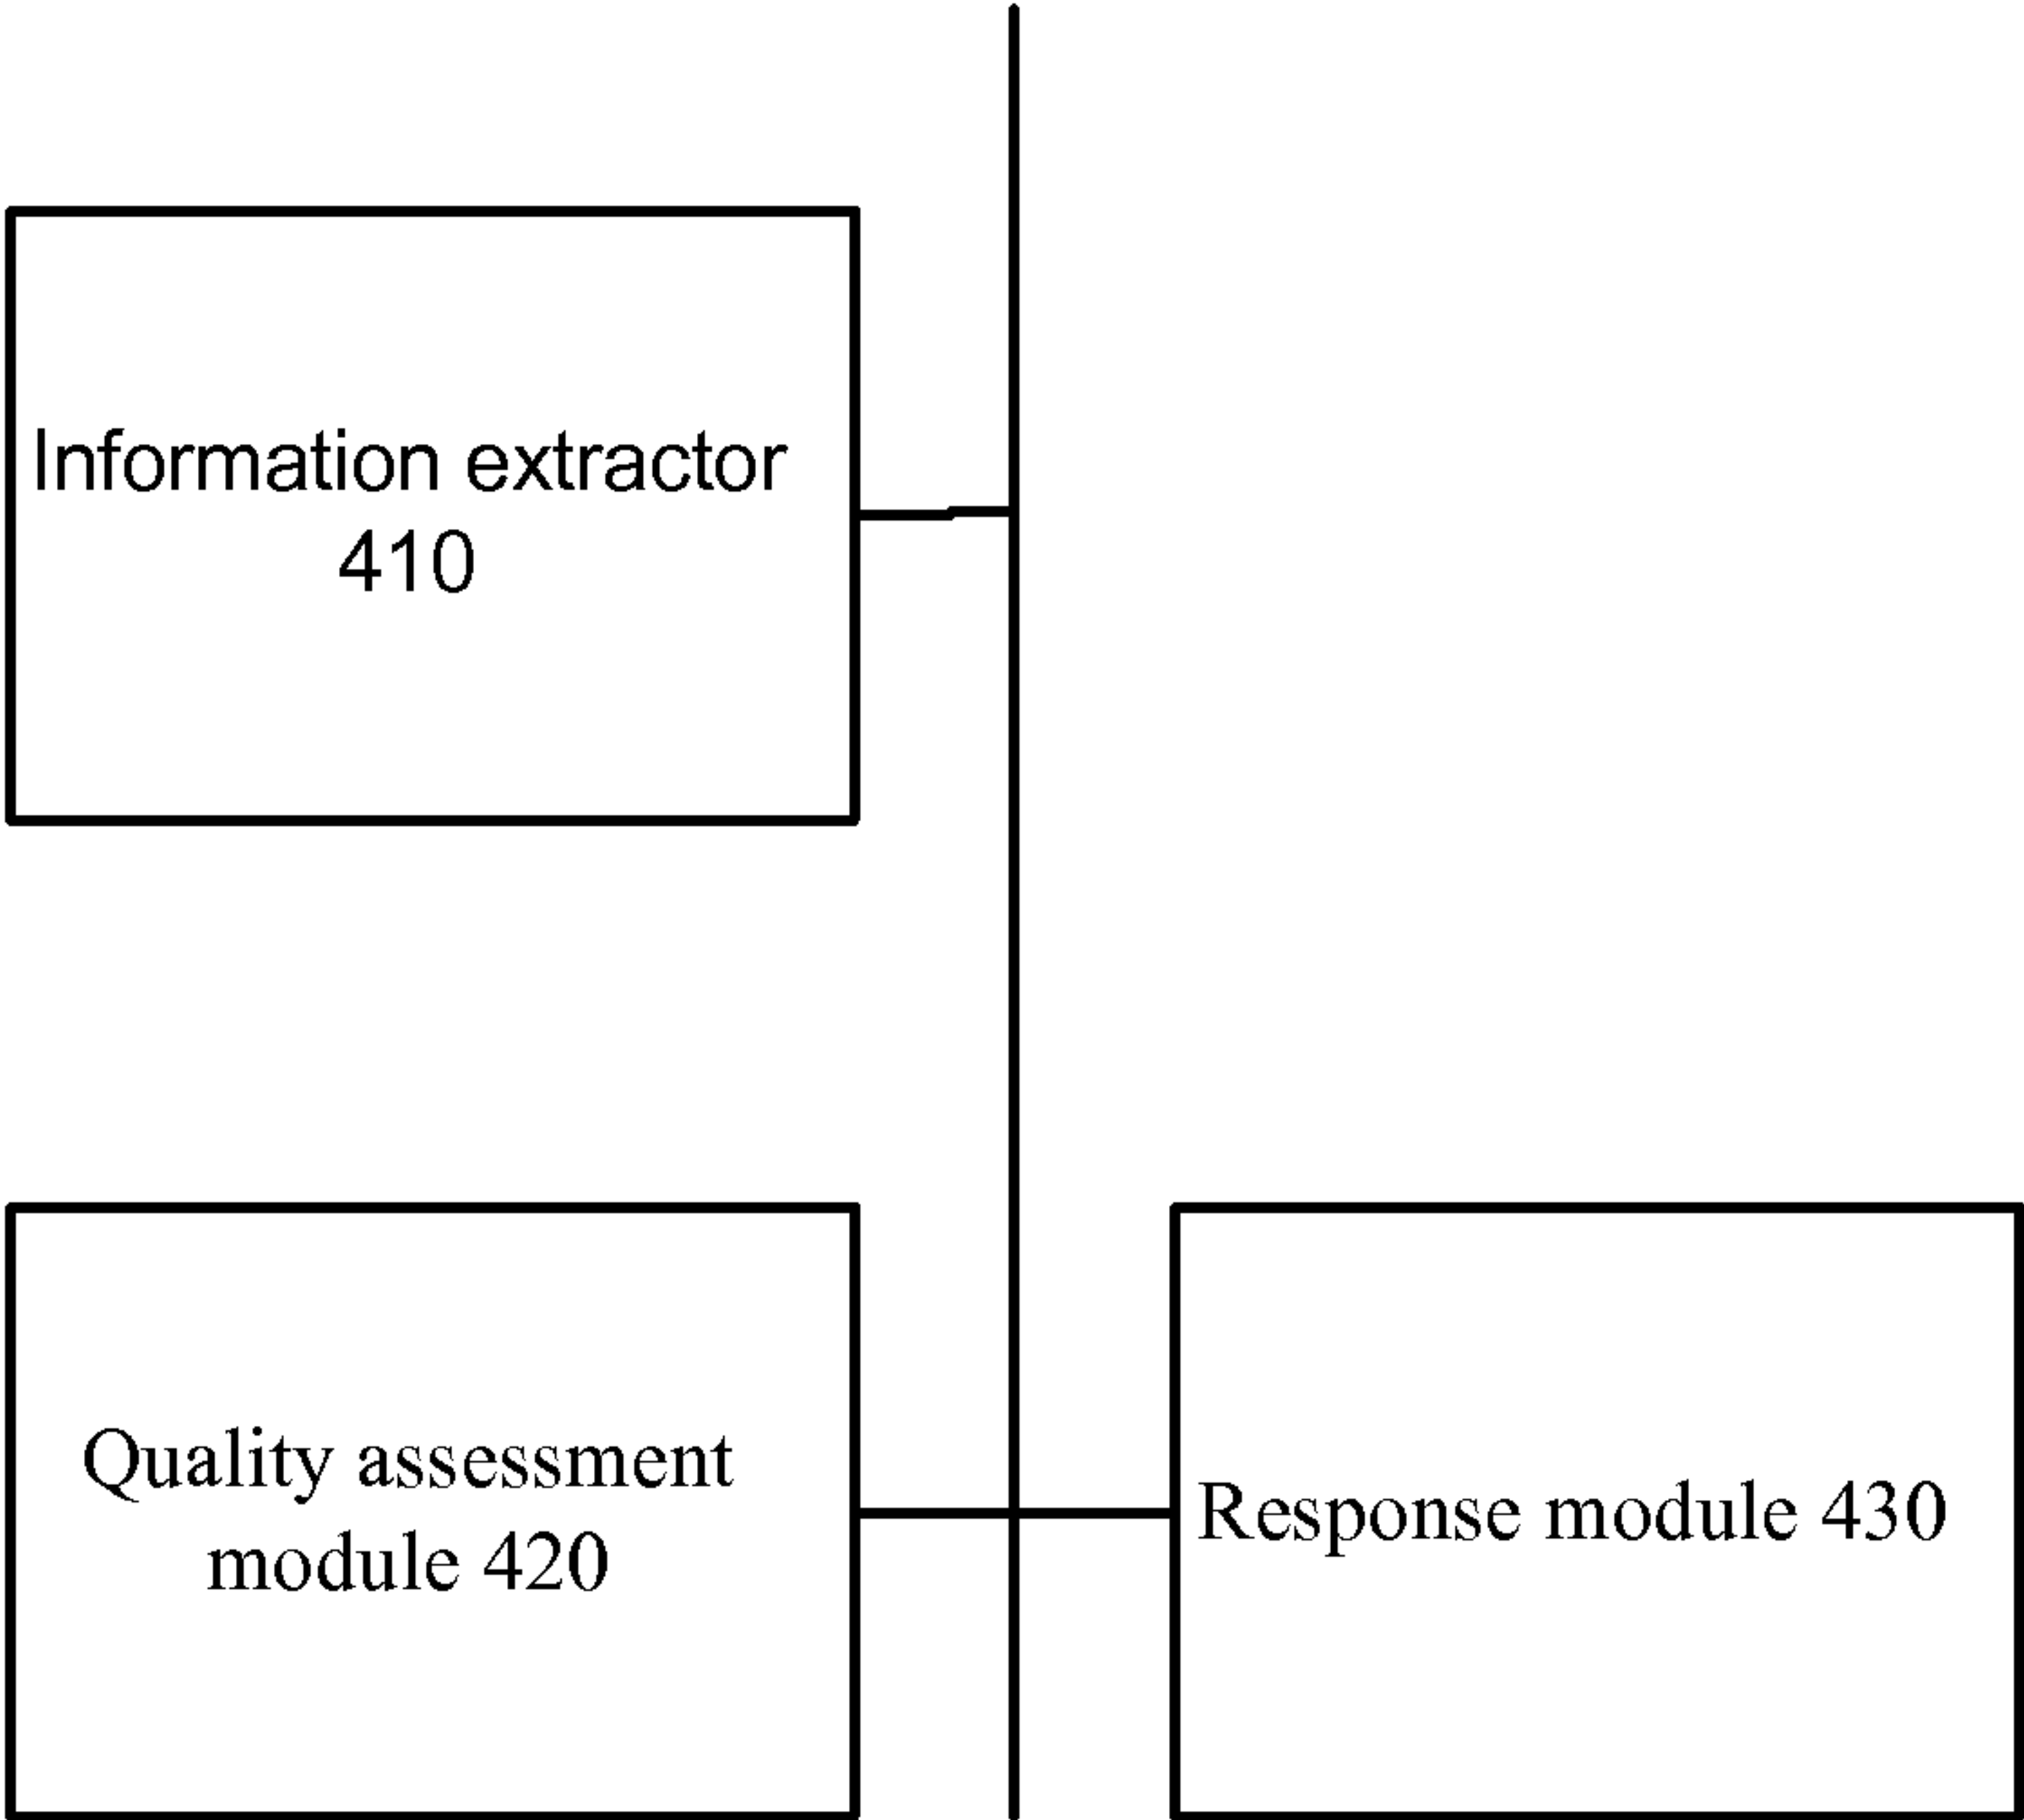 Information extractor
410
Quality assessment
module 420
Response module 430